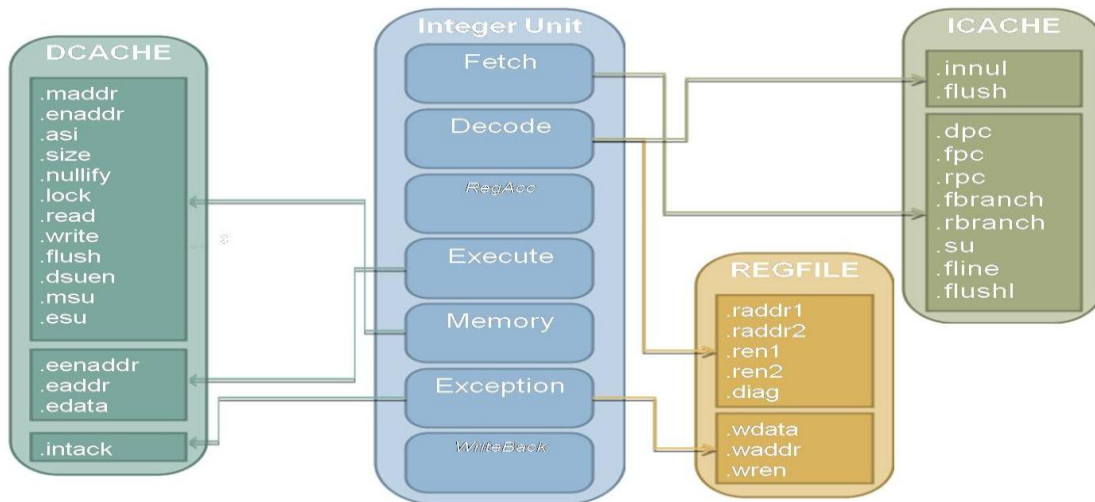 DCACHE
.maddr
.enaddr
.asi
.size
.nullify
.lock
.read
.write
.flush
.dsuen
.msu
.esu
.eenaddr
.eaddr
.edata
.intack
Integer Unit
Fetch
Decode
RegAcc
Execute
Memory
Exception
WriteBack
ICACHE
.innul
.flush
.dpc
.fpc
.rpc
.fbranch
.rbranch
.su
.fline
.flushl
REGFILE
.raddr1
.raddr2
.ren1
.ren2
.diag
.wdata
.waddr
.wren